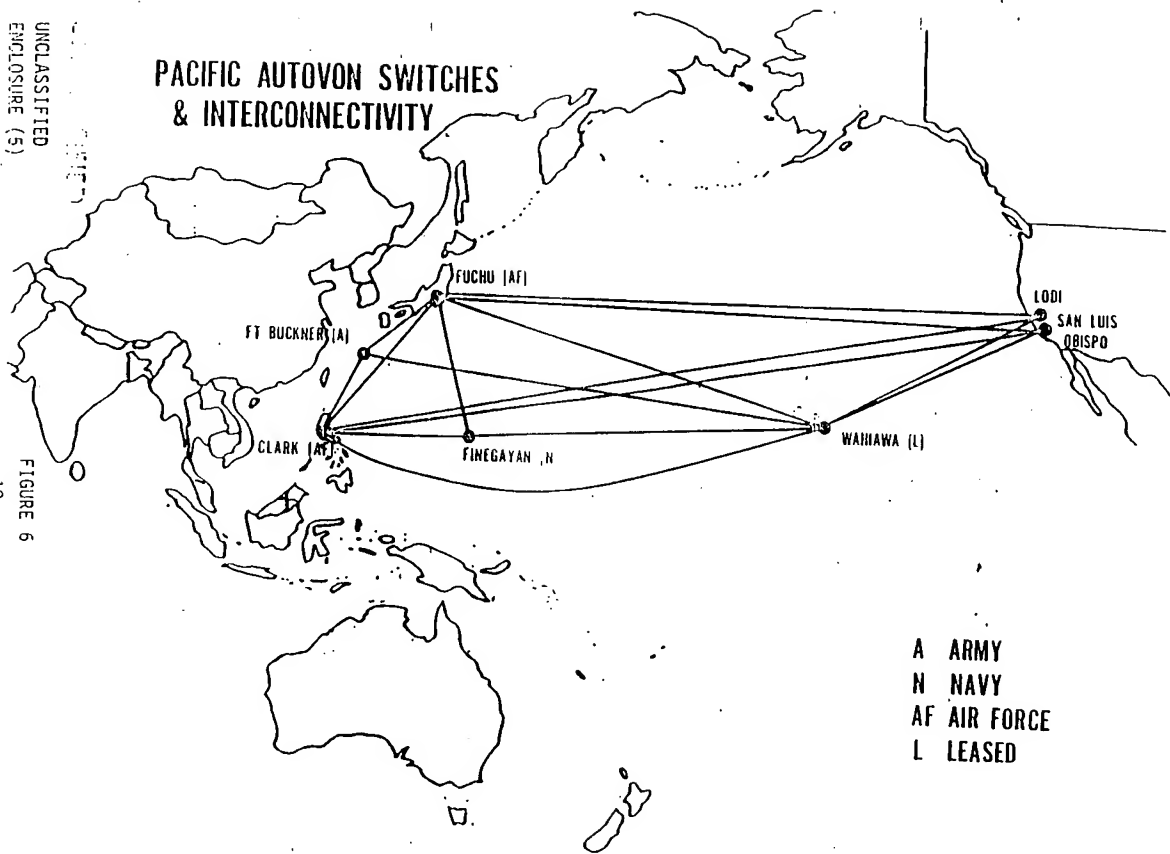 UNCLASSIFIED
ENCLOSURE (5)
PACIFIC AUTOVON SWITCHES
& INTERCONNECTIVITY
FUCHU (AF)
LODI
SAN LUIS
OBISPO
FT BUCKNER (A)
CLARK (AF)
FINEGAYAN ,N
WAHIAWA (L)
FIGURE 6
A ARMY
N NAVY
AF AIR FORCE
L LEASED